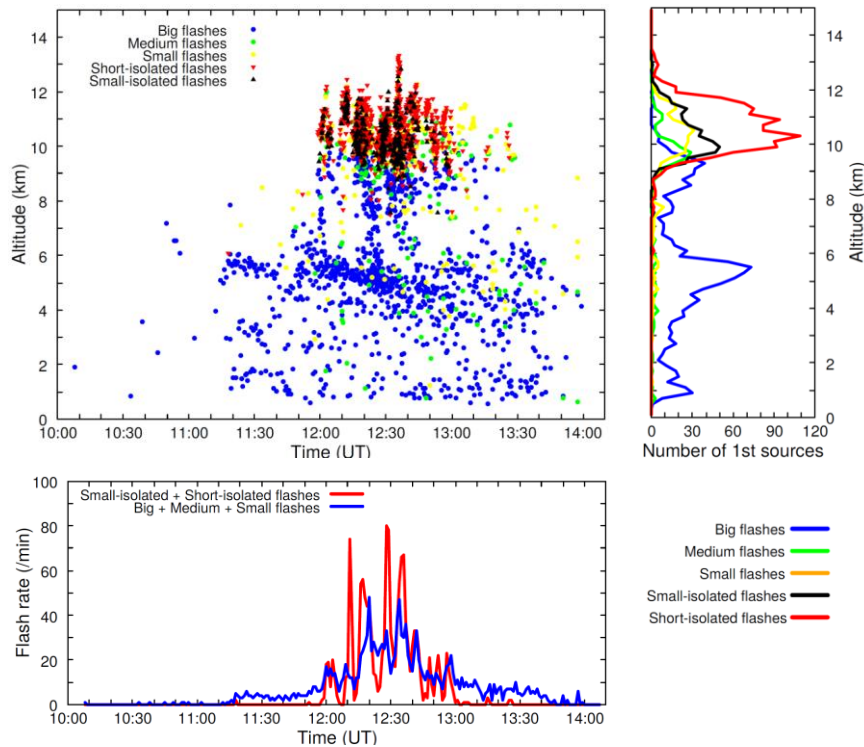 Big flashes
Medium flashes
Small flashes
Short-isolated flashes
Small-isolated flashes
14
12
10
8
6
4
2
0
Altitude (km)
10:00 10:30 11:00 11:30 12:00 12:30 13:00 13:30 14:00
Time (UT)
14
12
10
8
6
4
2
0
Altitude (km)
0 30 60 90 120
Number of 1st sources
100
80
60
40
20
0
Flash rate (/min)
Small-isolated + Short-isolated flashes
Big + Medium + Small flashes
10:00 10:30 11:00 11:30 12:00 12:30 13:00 13:30 14:00
Time (UT)
Big flashes
Medium flashes
Small flashes
Small-isolated flashes
Short-isolated flashes